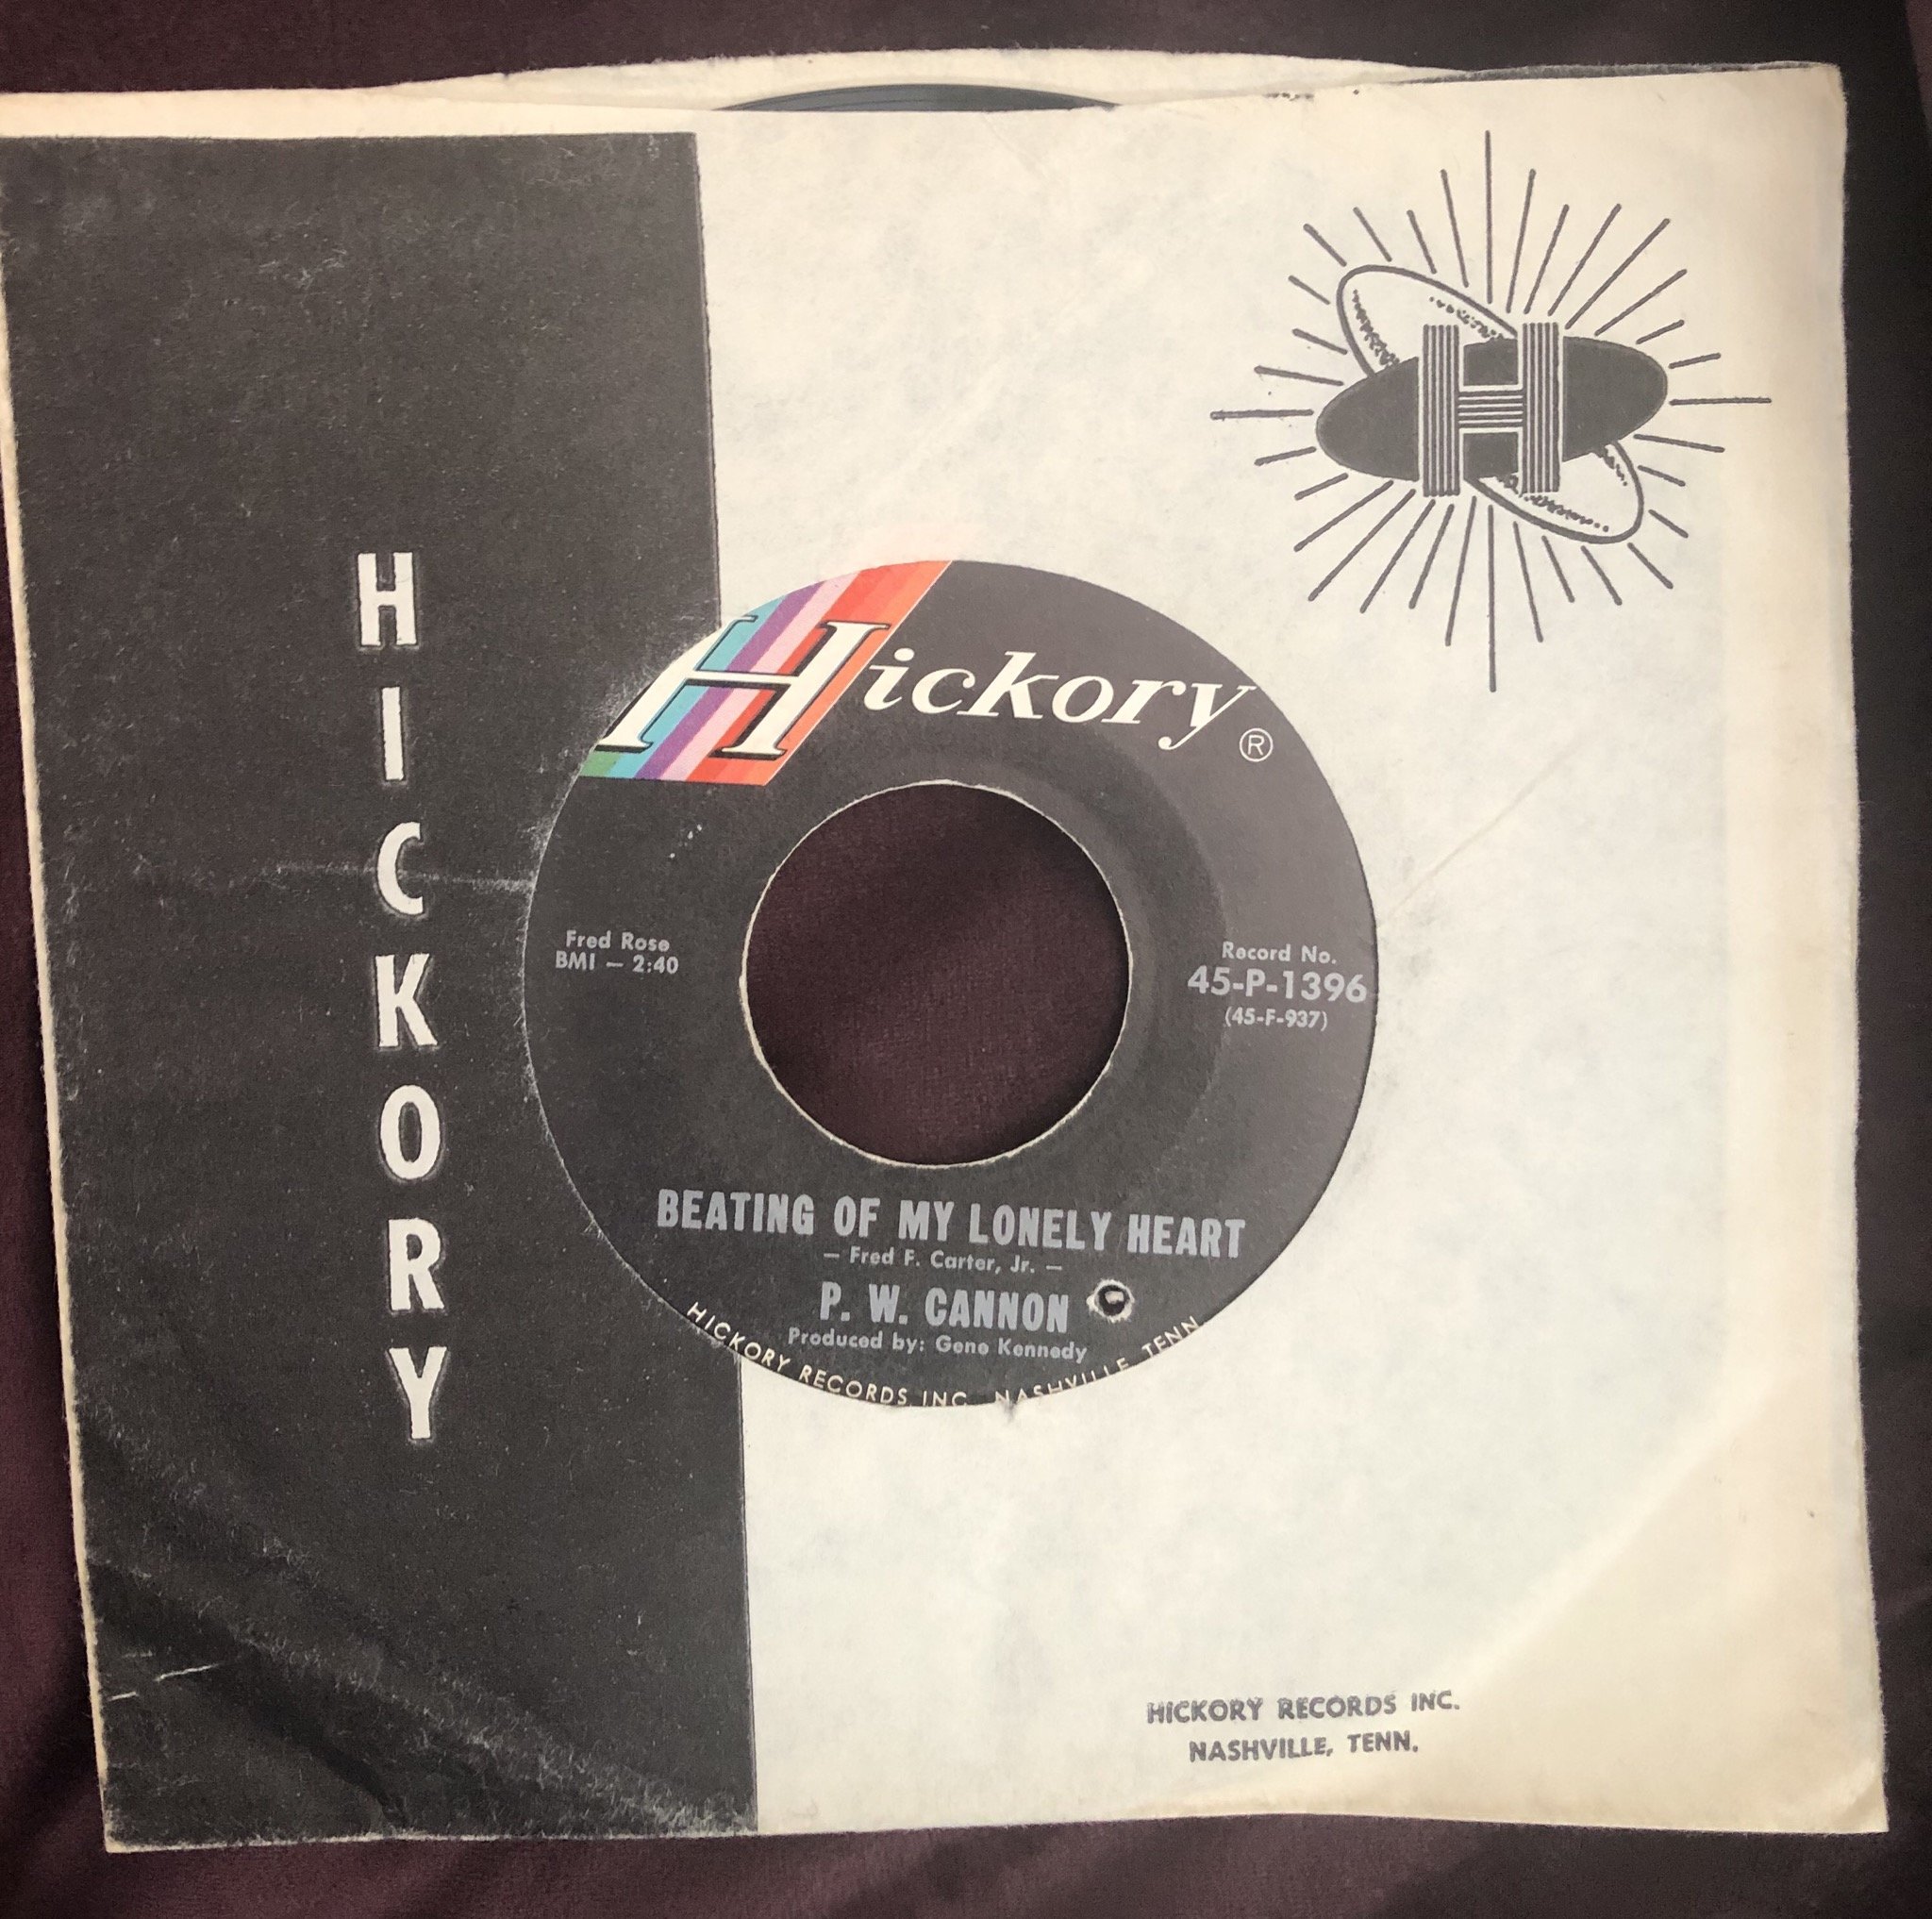 HICKORY
H
Hickory ®
Fred Rose
BMI — 2:40
Record No.
45-P-1396
(45-F-937)
BEATING OF MY LONELY HEART
— Fred F. Carter, Jr. —
P. W. CANNON
Produced by: Gene Kennedy
HICKORY RECORDS, INC. NASHVILLE, TENN.
HICKORY RECORDS INC.
NASHVILLE, TENN.